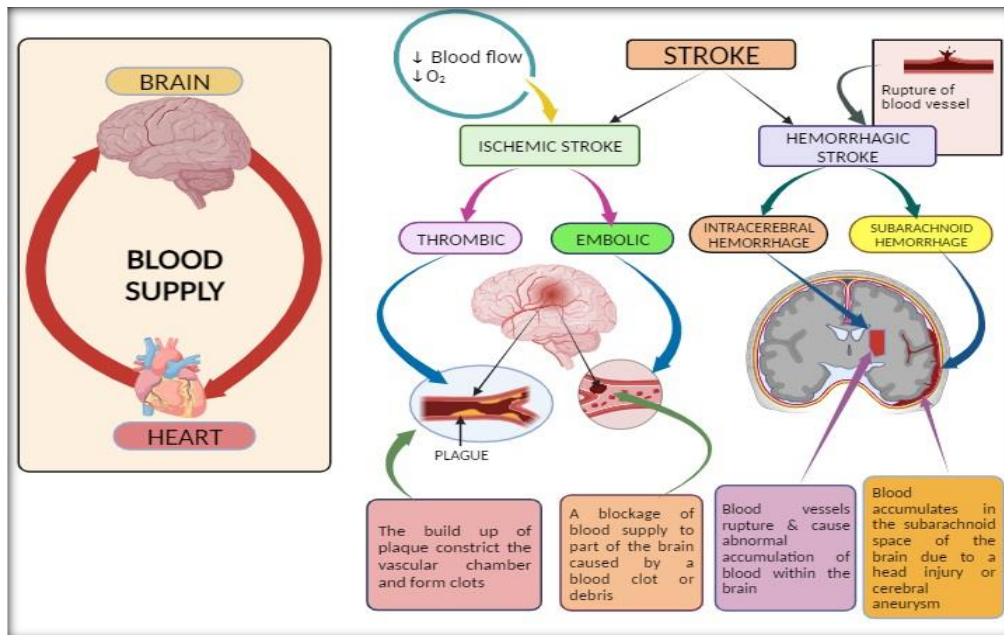 BRAIN
BLOOD
SUPPLY
HEART
↓ Blood flow
↓O₂
STROKE
Rupture of
blood vessel
ISCHEMIC STROKE
HEMORRHAGIC
STROKE
THROMBIC
EMBOLIC
INTRACEREBRAL
HEMORRHAGE
SUBARACHNOID
HEMORRHAGE
PLAGUE
The build up of
plaque constrict the
vascular chamber
and form clots
A blockage of
blood supply to
part of the brain
caused by a
blood clot or
debris
Blood vessels
rupture & cause
abnormal
accumulation of
blood within the
brain
Blood
accumulates in
the subarachnoid
space of the
brain due to a
head injury or
cerebral
aneurysm